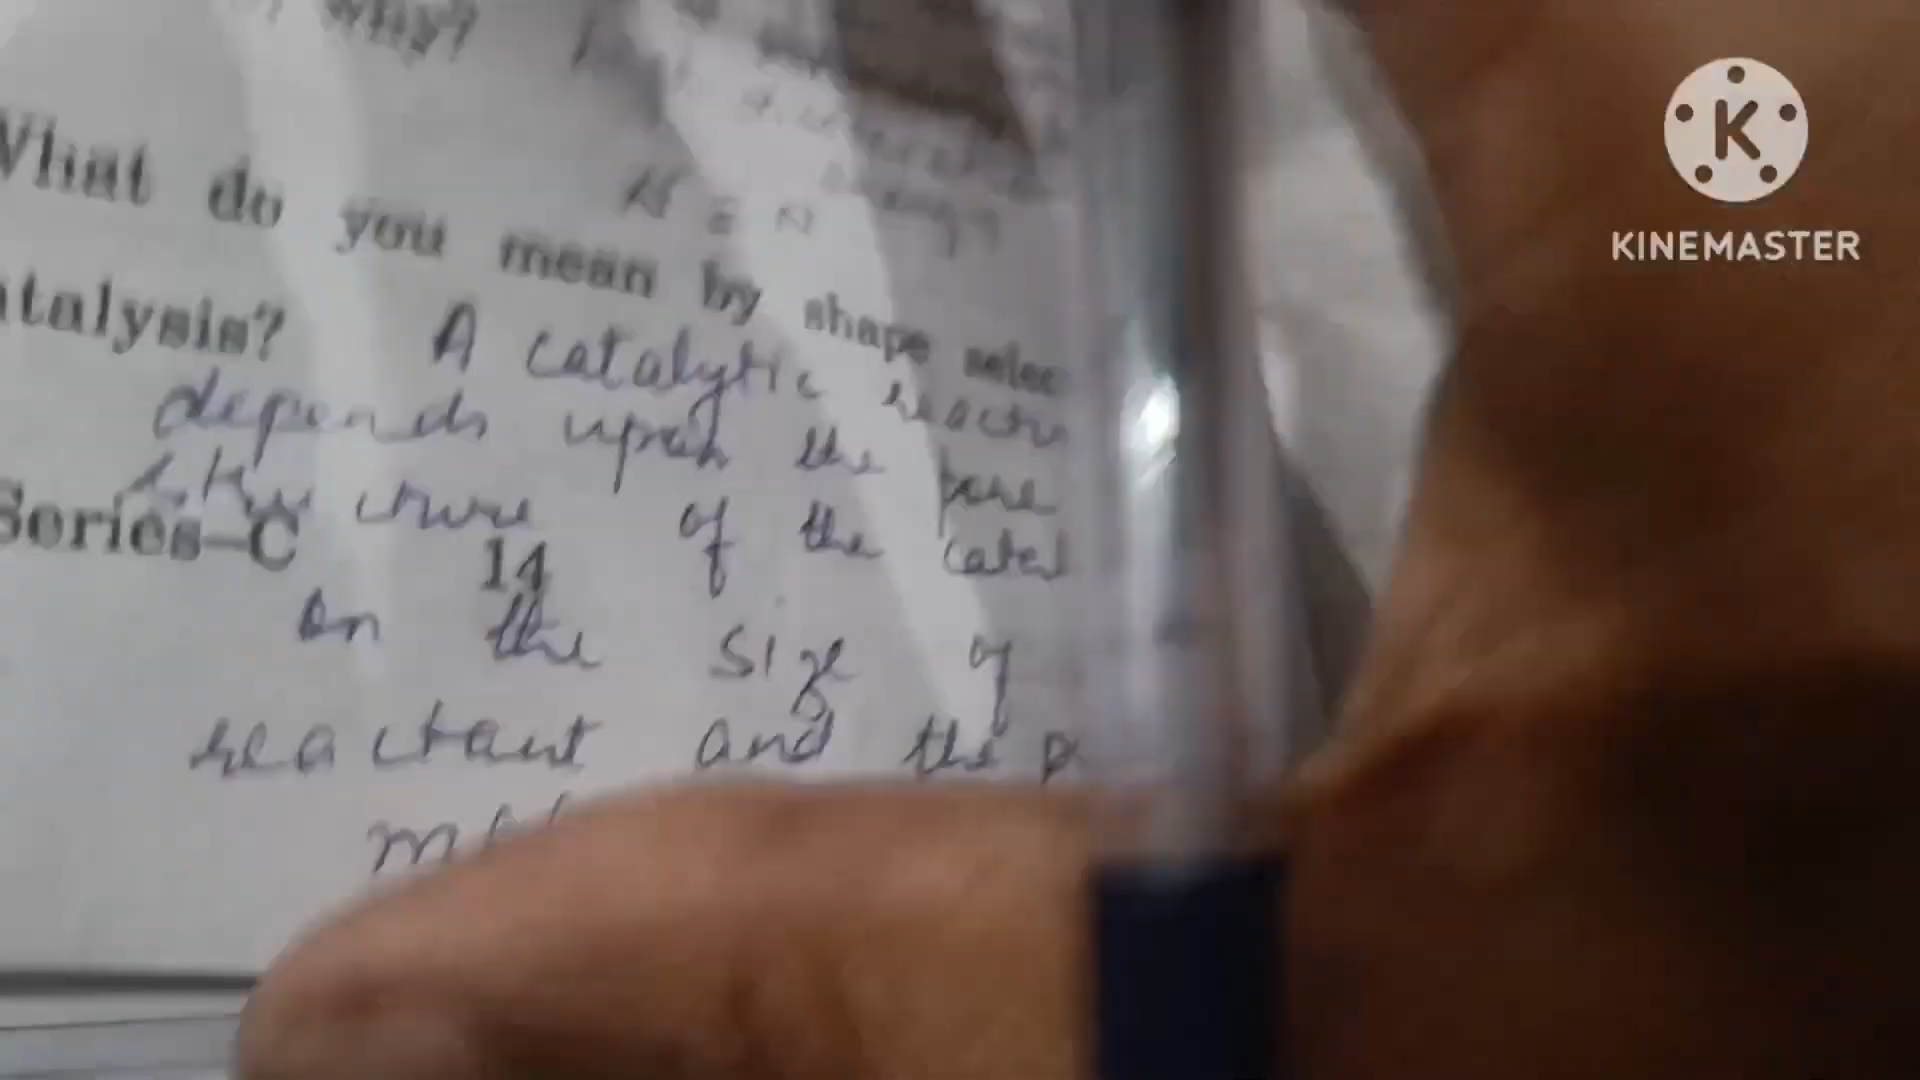 why?
N ≡ N
What do you mean by shape selec
atalysis?
A catalytic reactio
depends upon the pore
structure of the catal
Series-C 14
on the size of
reactant and the p
K
KINEMASTER